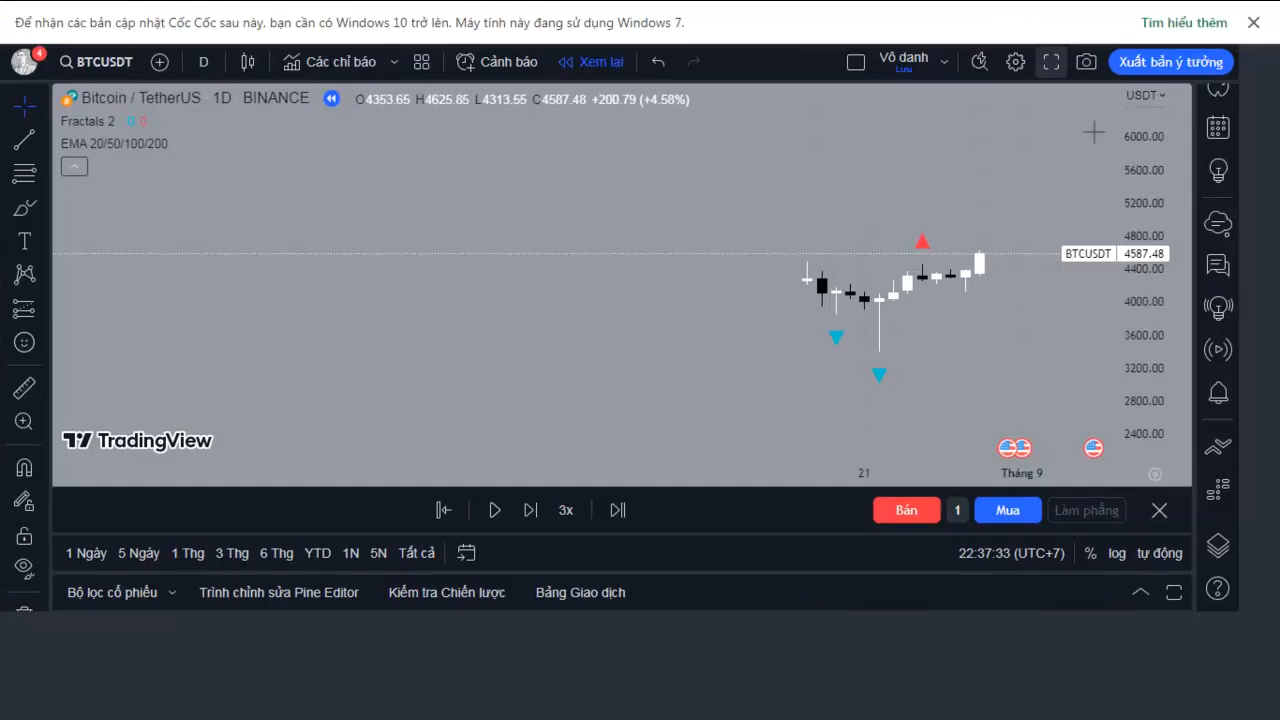 Để nhận các bản cập nhật Cốc Cốc sau này, bạn cần có Windows 10 trở lên. Máy tính này đang sử dụng Windows 7.
Tìm hiểu thêm
4
BTCUSDT
D
Các chỉ báo
Cảnh báo
Xem lại
Vô danh
Lưu
Xuất bản ý tưởng
Bitcoin / TetherUS · 1D BINANCE
O4353.65 H4625.85 L4313.55 C4587.48 +200.79 (+4.58%)
USDT
Fractals 2 0 0
EMA 20/50/100/200
6000.00
5600.00
5200.00
4800.00
BTCUSDT 4587.48
4400.00
4000.00
3600.00
3200.00
2800.00
2400.00
TradingView
21
Tháng 9
3x
Bán
1
Mua
Làm phẳng
1 Ngày 5 Ngày 1 Thg 3 Thg 6 Thg YTD 1N 5N Tất cả
22:37:33 (UTC+7)
% log tự động
Bộ lọc cổ phiếu
Trình chỉnh sửa Pine Editor
Kiểm tra Chiến lược
Bảng Giao dịch